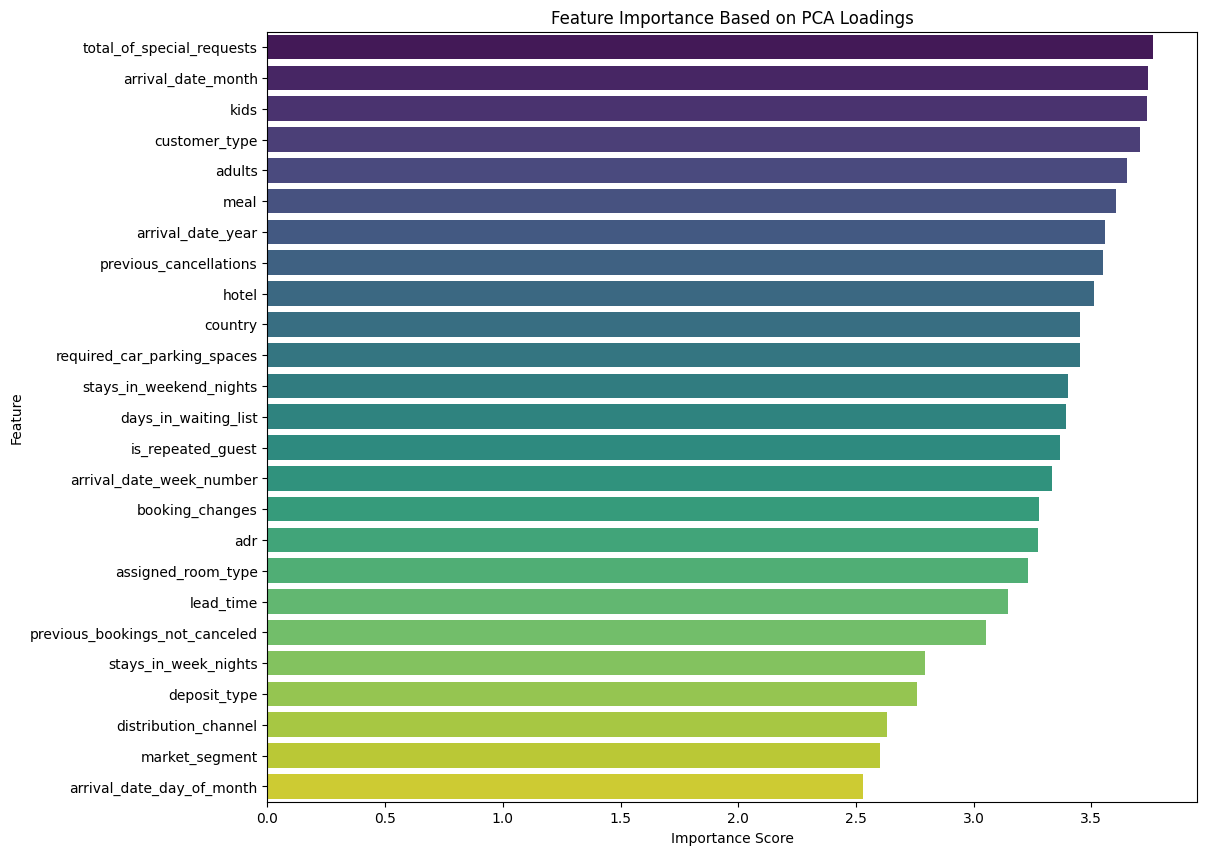 Feature Importance Based on PCA Loadings
total_of_special_requests
arrival_date_month
kids
customer_type
adults
meal
arrival_date_year
previous_cancellations
hotel
country
required_car_parking_spaces
stays_in_weekend_nights
days_in_waiting_list
is_repeated_guest
arrival_date_week_number
booking_changes
adr
assigned_room_type
lead_time
previous_bookings_not_canceled
stays_in_week_nights
deposit_type
distribution_channel
market_segment
arrival_date_day_of_month
Feature
0.0 0.5 1.0 1.5 2.0 2.5 3.0 3.5
Importance Score